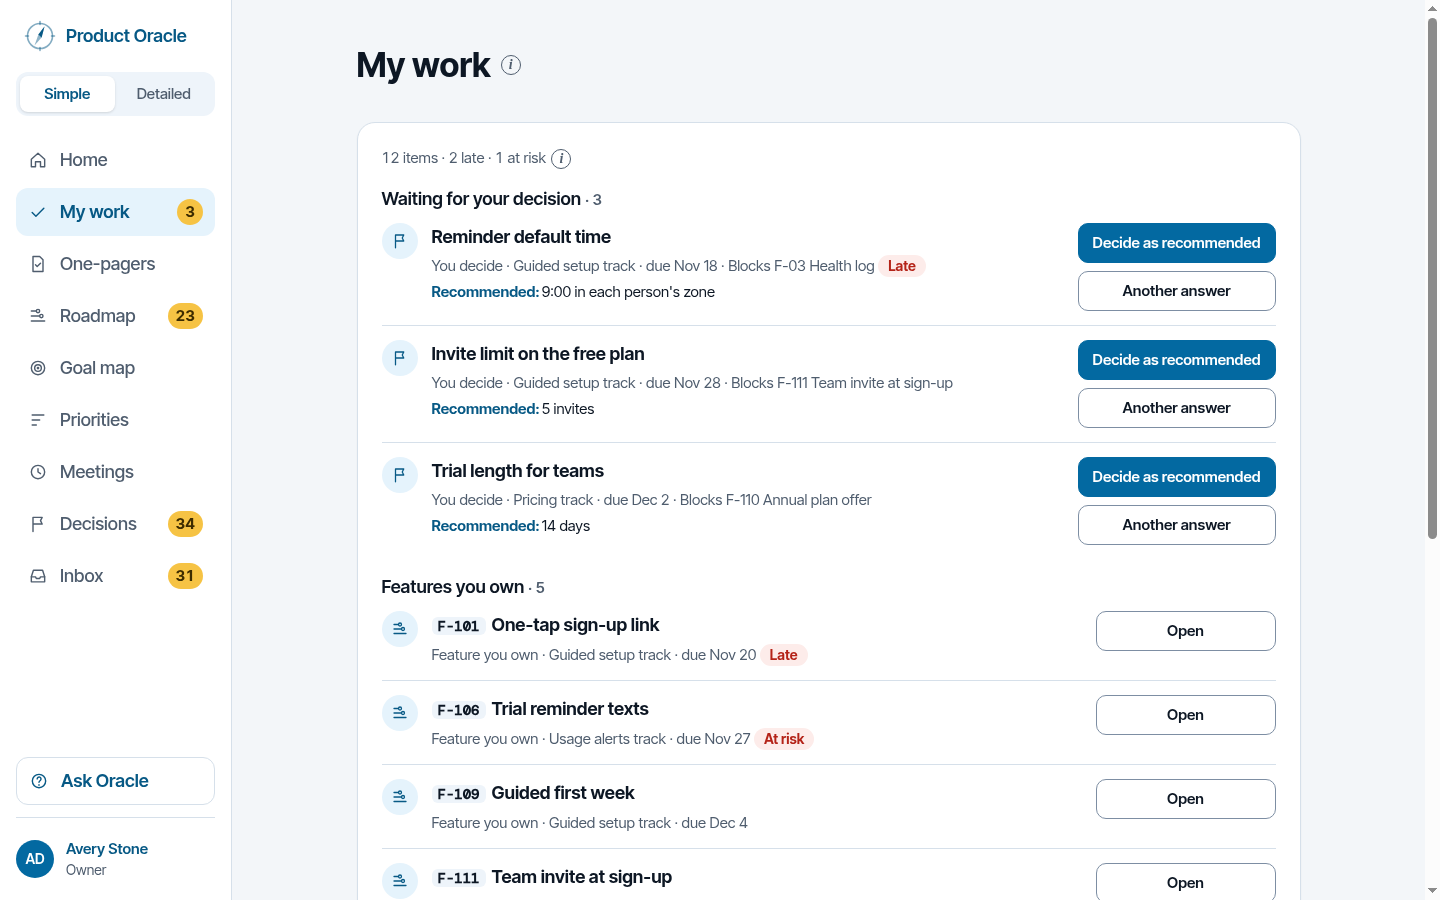 Product Oracle
Simple
Detailed
Home
My work
3
One-pagers
Roadmap
23
Goal map
Priorities
Meetings
Decisions
34
Inbox
31
Ask Oracle
AD
Avery Stone
Owner
My work i
12 items · 2 late · 1 at risk i
Waiting for your decision · 3
Reminder default time
You decide · Guided setup track · due Nov 18 · Blocks F-03 Health log Late
Recommended: 9:00 in each person's zone
Decide as recommended
Another answer
Invite limit on the free plan
You decide · Guided setup track · due Nov 28 · Blocks F-111 Team invite at sign-up
Recommended: 5 invites
Decide as recommended
Another answer
Trial length for teams
You decide · Pricing track · due Dec 2 · Blocks F-110 Annual plan offer
Recommended: 14 days
Decide as recommended
Another answer
Features you own · 5
F-101 One-tap sign-up link
Feature you own · Guided setup track · due Nov 20 Late
Open
F-106 Trial reminder texts
Feature you own · Usage alerts track · due Nov 27 At risk
Open
F-109 Guided first week
Feature you own · Guided setup track · due Dec 4
Open
F-111 Team invite at sign-up
Open